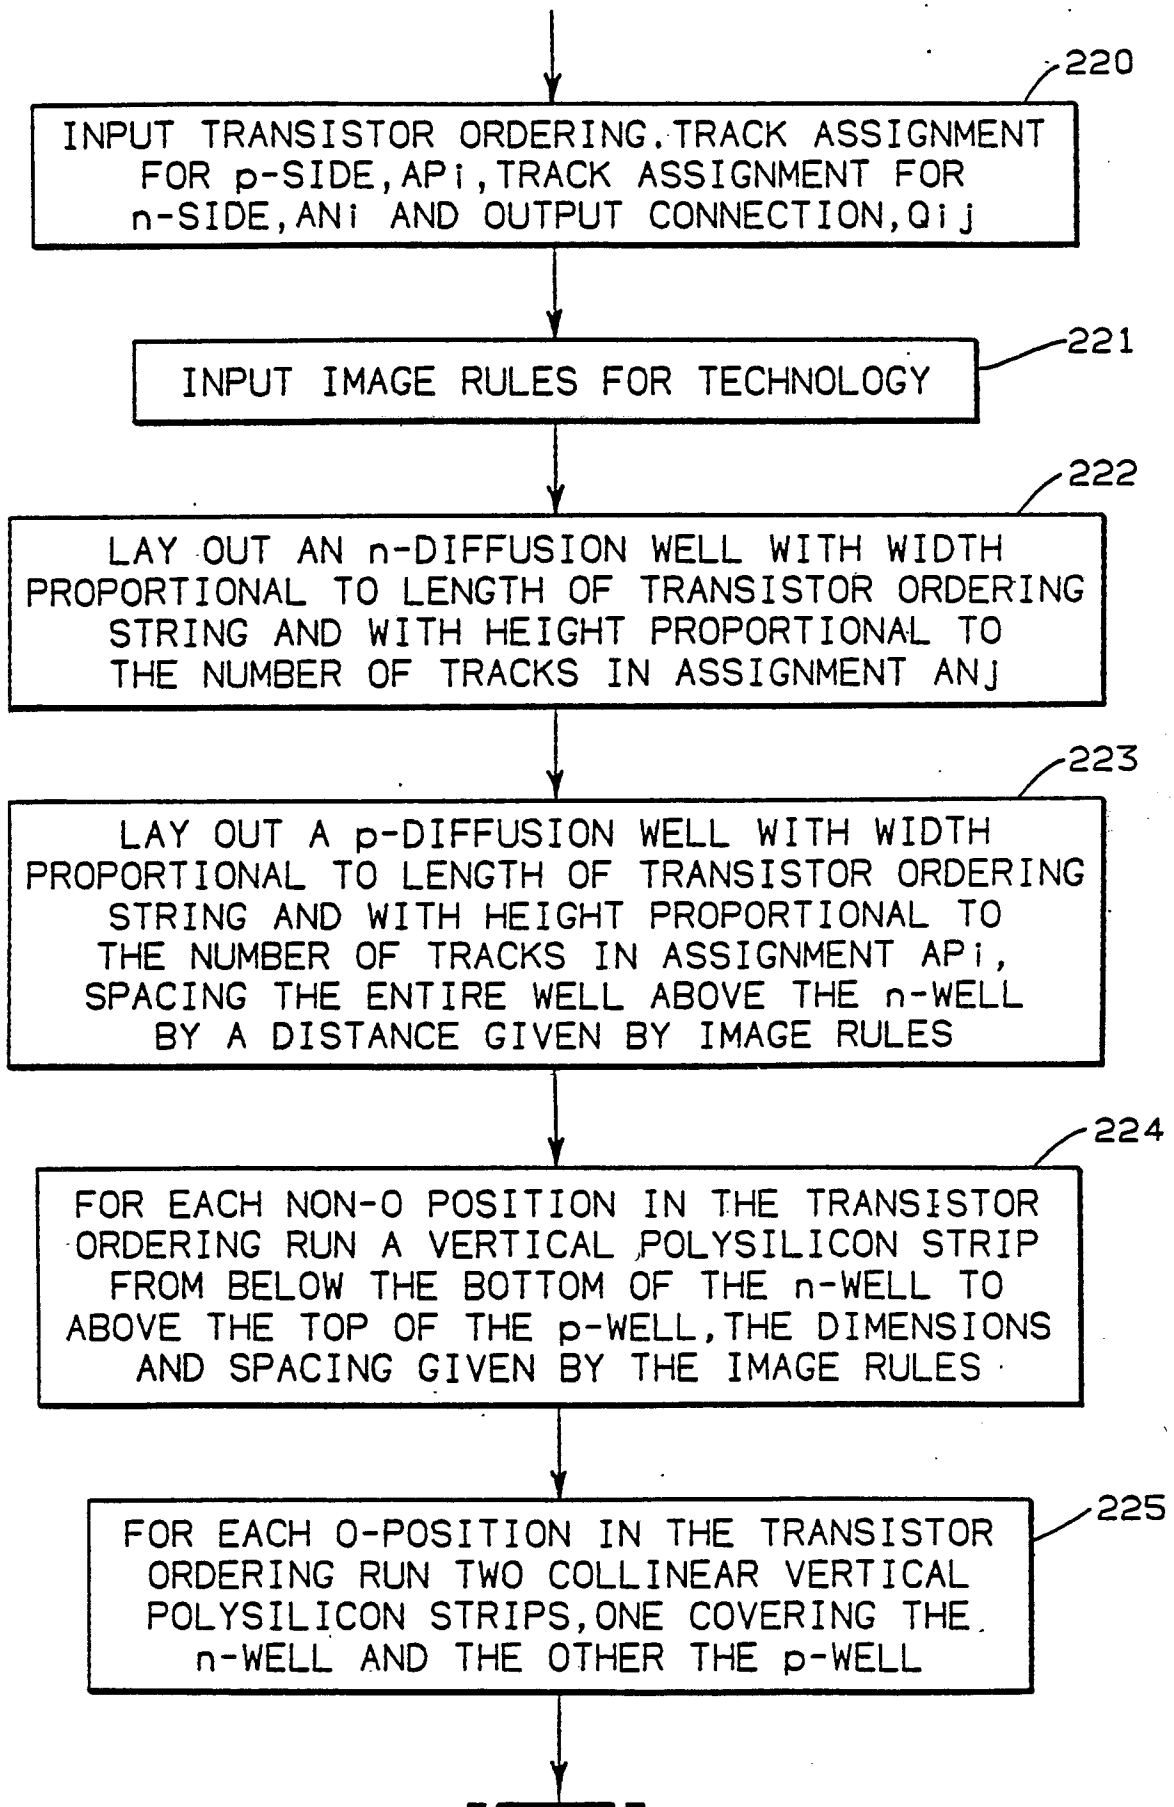 220
INPUT TRANSISTOR ORDERING.TRACK ASSIGNMENT
FOR p-SIDE,APi,TRACK ASSIGNMENT FOR
n-SIDE,ANi AND OUTPUT CONNECTION,Qij
221
INPUT IMAGE RULES FOR TECHNOLOGY
222
LAY OUT AN n-DIFFUSION WELL WITH WIDTH
PROPORTIONAL TO LENGTH OF TRANSISTOR ORDERING
STRING AND WITH HEIGHT PROPORTIONAL TO
THE NUMBER OF TRACKS IN ASSIGNMENT ANj
223
LAY OUT A p-DIFFUSION WELL WITH WIDTH
PROPORTIONAL TO LENGTH OF TRANSISTOR ORDERING
STRING AND WITH HEIGHT PROPORTIONAL TO
THE NUMBER OF TRACKS IN ASSIGNMENT APi,
SPACING THE ENTIRE WELL ABOVE THE n-WELL
BY A DISTANCE GIVEN BY IMAGE RULES
224
FOR EACH NON-O POSITION IN THE TRANSISTOR
ORDERING RUN A VERTICAL POLYSILICON STRIP
FROM BELOW THE BOTTOM OF THE n-WELL TO
ABOVE THE TOP OF THE p-WELL,THE DIMENSIONS
AND SPACING GIVEN BY THE IMAGE RULES
225
FOR EACH O-POSITION IN THE TRANSISTOR
ORDERING RUN TWO COLLINEAR VERTICAL
POLYSILICON STRIPS,ONE COVERING THE
n-WELL AND THE OTHER THE p-WELL